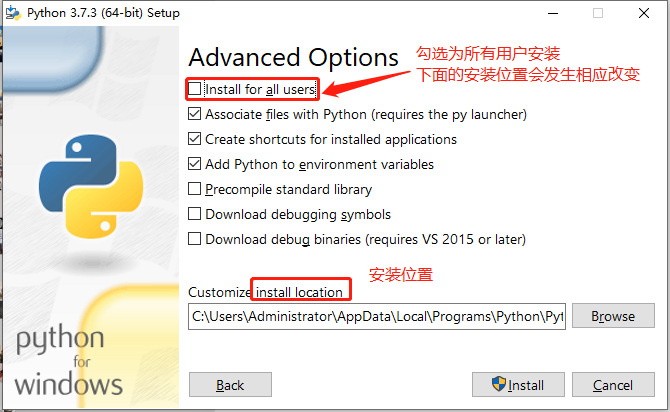 Python 3.7.3 (64-bit) Setup
Advanced Options
勾选为所有用户安装
下面的安装位置会发生相应改变
Install for all users
Associate files with Python (requires the py launcher)
Create shortcuts for installed applications
Add Python to environment variables
Precompile standard library
Download debugging symbols
Download debug binaries (requires VS 2015 or later)
安装位置
Customize install location
C:\Users\Administrator\AppData\Local\Programs\Python\Pyt
Browse
python
for
windows
Back
Install
Cancel